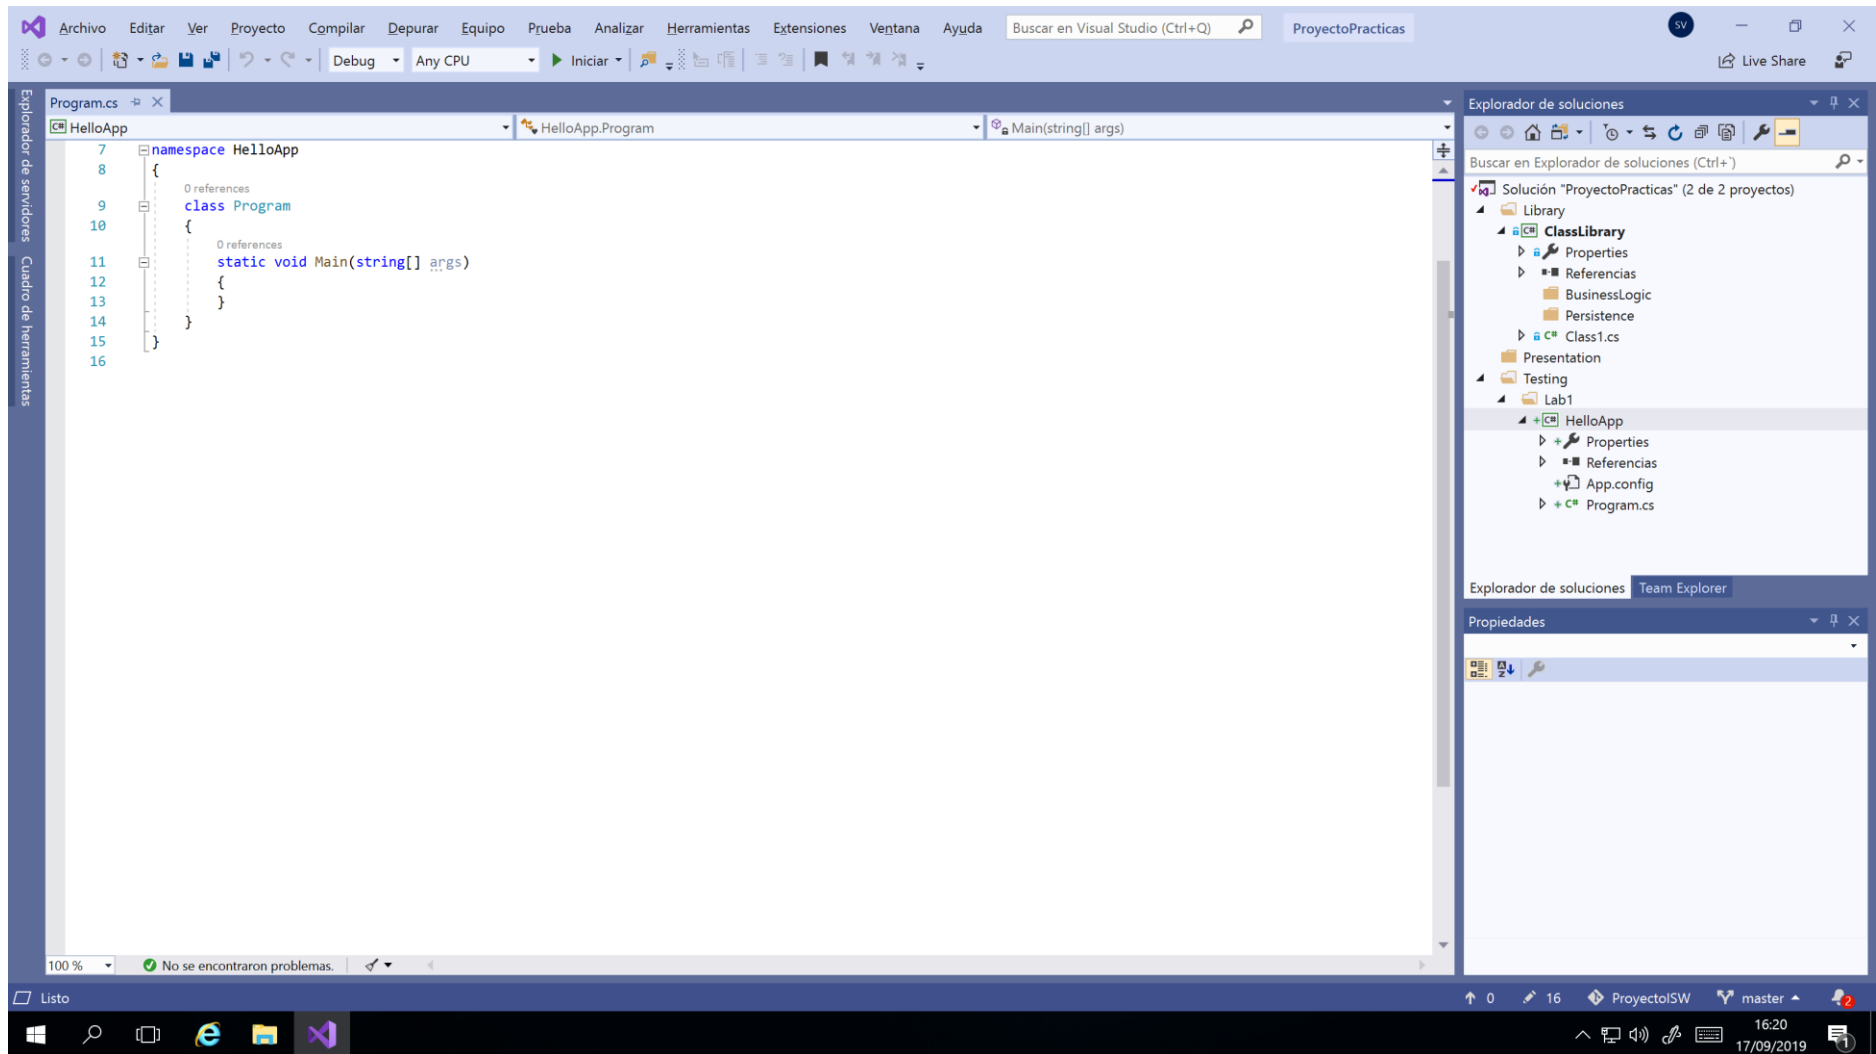 Archivo Editar Ver Proyecto Compilar Depurar Equipo Prueba Analizar Herramientas Extensiones Ventana Ayuda Buscar en Visual Studio (Ctrl+Q) ProyectoPracticas SV
Debug Any CPU Iniciar Live Share
Explorador de servidores
Cuadro de herramientas
Program.cs
HelloApp HelloApp.Program Main(string[] args)
7 namespace HelloApp
8 {
0 references
9 class Program
10 {
0 references
11 static void Main(string[] args)
12 {
13 }
14 }
15 }
16
100 % No se encontraron problemas.
Explorador de soluciones
Buscar en Explorador de soluciones (Ctrl+`)
Solución "ProyectoPracticas" (2 de 2 proyectos)
Library
C# ClassLibrary
Properties
Referencias
BusinessLogic
Persistence
C# Class1.cs
Presentation
Testing
Lab1
C# HelloApp
Properties
Referencias
App.config
C# Program.cs
Explorador de soluciones Team Explorer
Propiedades
Listo 0 16 ProyectoISW master 2
16:20
17/09/2019
1